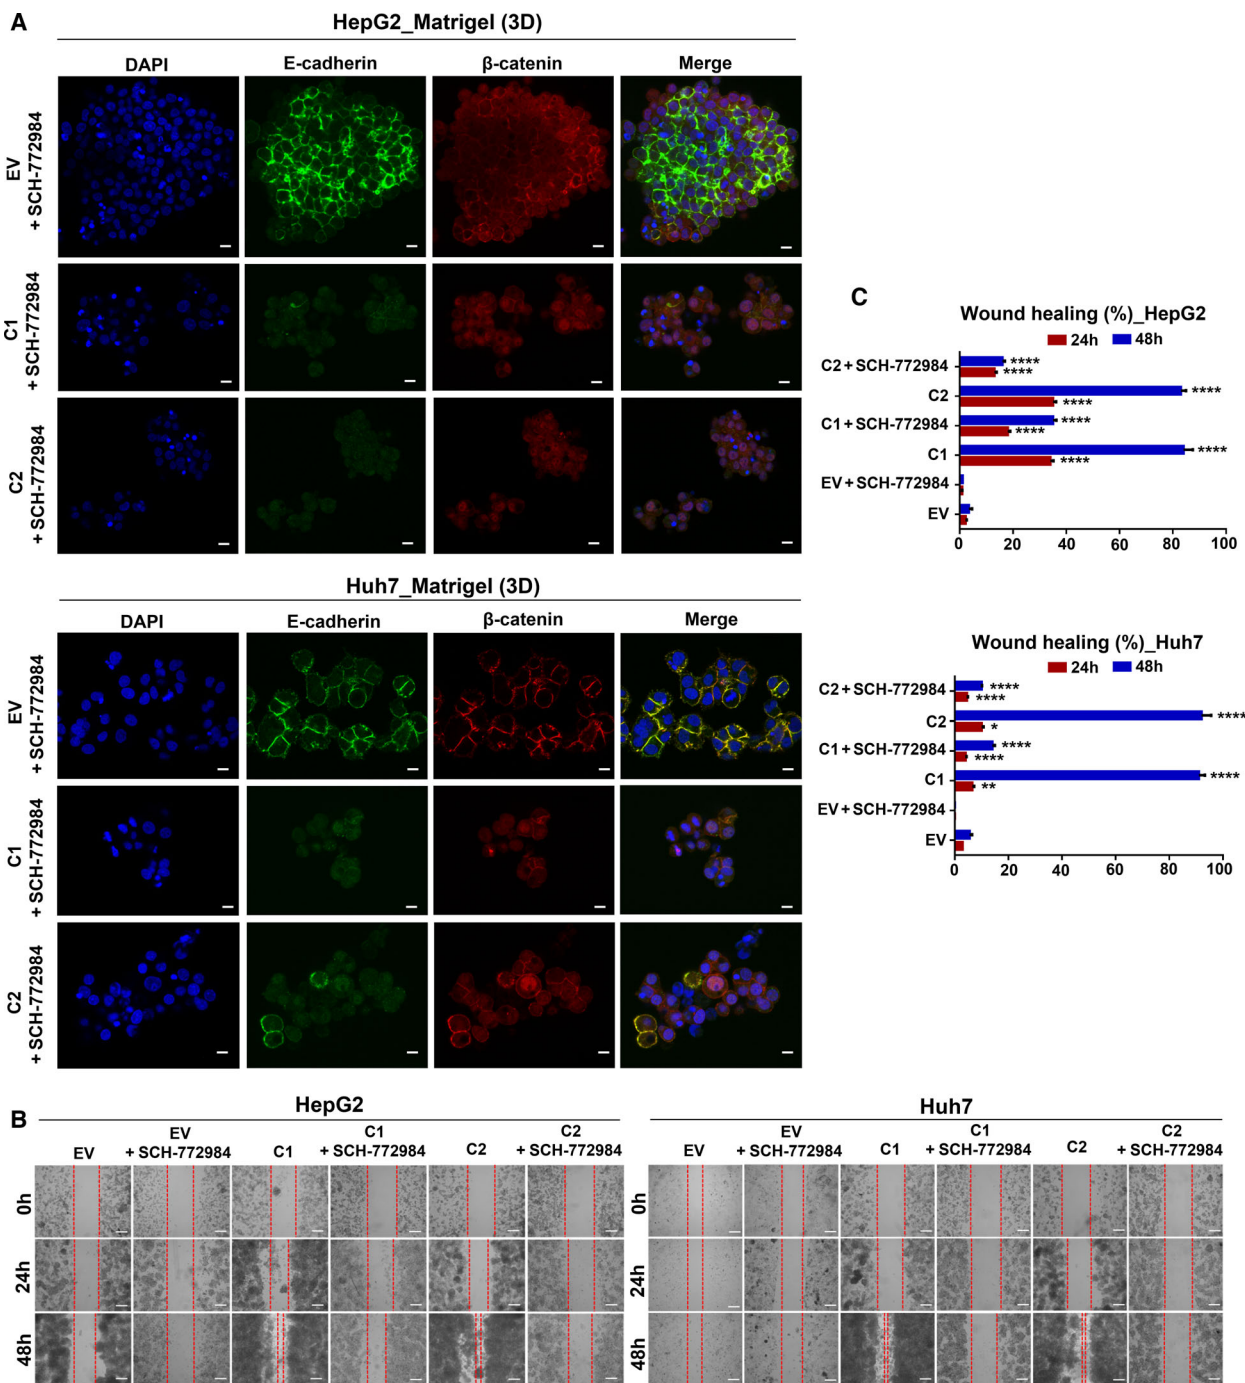 A
HepG2_Matrigel (3D)
DAPI
E-cadherin
β-catenin
Merge
EV
+ SCH-772984
C1
+ SCH-772984
C2
+ SCH-772984
Huh7_Matrigel (3D)
DAPI
E-cadherin
β-catenin
Merge
EV
+ SCH-772984
C1
+ SCH-772984
C2
+ SCH-772984
C
Wound healing (%)_HepG2
24h
48h
C2 + SCH-772984
****
****
C2
****
****
C1 + SCH-772984
****
****
C1
****
****
EV + SCH-772984
EV
0 20 40 60 80 100
Wound healing (%)_Huh7
24h
48h
C2 + SCH-772984
****
****
C2
****
*
C1 + SCH-772984
****
****
C1
****
**
EV + SCH-772984
EV
0 20 40 60 80 100
B
HepG2
EV
EV
+ SCH-772984
C1
C1
+ SCH-772984
C2
C2
+ SCH-772984
0h
24h
48h
Huh7
EV
EV
+ SCH-772984
C1
C1
+ SCH-772984
C2
C2
+ SCH-772984
0h
24h
48h